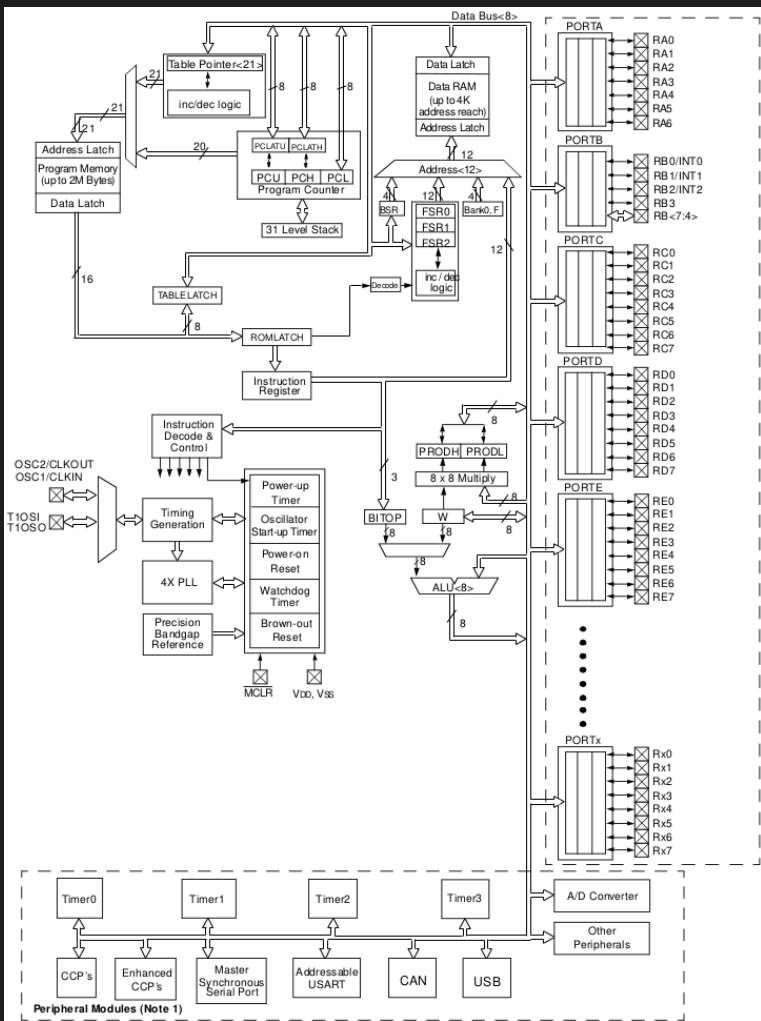 Data Bus<8>
PORTA
RA0
RA1
RA2
RA3
RA4
RA5
RA6
21
Table Pointer<21>
inc/dec logic
8
8
8
Data Latch
Data RAM
(up to 4K
address reach)
Address Latch
21
21
20
PCLATU
PCLATH
PCU
PCH
PCL
Program Counter
31 Level Stack
Address Latch
Program Memory
(up to 2M Bytes)
Data Latch
12
Address<12>
4
12
4
BSR
FSR0
FSR1
FSR2
Bank0, F
inc / dec
logic
12
Decode
PORTB
RB0/INT0
RB1/INT1
RB2/INT2
RB3
RB<7:4>
PORTC
RC0
RC1
RC2
RC3
RC4
RC5
RC6
RC7
16
TABLELATCH
8
ROMLATCH
Instruction
Register
PORTD
RD0
RD1
RD2
RD3
RD4
RD5
RD6
RD7
Instruction
Decode &
Control
OSC2/CLKOUT
OSC1/CLKIN
T1OSI
T1OSO
Timing
Generation
4X PLL
Precision
Bandgap
Reference
Power-up
Timer
Oscillator
Start-up Timer
Power-on
Reset
Watchdog
Timer
Brown-out
Reset
MCLR
VDD, VSS
8
PRODH
PRODL
8 x 8 Multiply
3
8
BITOP
W
8
8
8
8
ALU<8>
8
PORTE
RE0
RE1
RE2
RE3
RE4
RE5
RE6
RE7
PORTx
Rx0
Rx1
Rx2
Rx3
Rx4
Rx5
Rx6
Rx7
Timer0
Timer1
Timer2
Timer3
A/D Converter
Other
Peripherals
CCP's
Enhanced
CCP's
Master
Synchronous
Serial Port
Addressable
USART
CAN
USB
Peripheral Modules (Note 1)